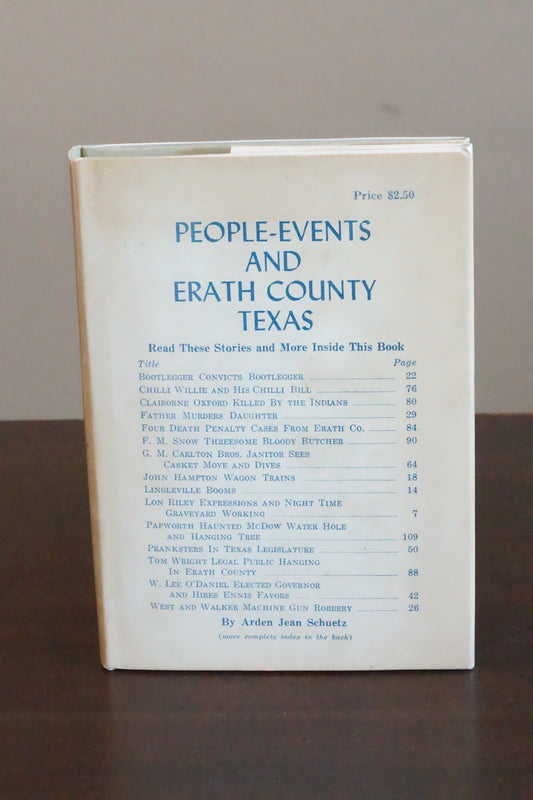 Price $2.50
PEOPLE-EVENTS
AND
ERATH COUNTY
TEXAS
Read These Stories and More Inside This Book
Title Page
Bootlegger Convicts Bootlegger 22
Chilli Willie and His Chilli Bill 76
Claiborne Oxford Killed By the Indians 80
Father Murders Daughter 29
Four Death Penalty Cases From Erath Co. 84
F. M. Snow Threesome Bloody Butcher 90
G. M. Carlton Bros. Janitor Sees
Casket Move and Dives 64
John Hampton Wagon Trains 18
Lingleville Booms 14
Lon Riley Expressions and Night Time
Graveyard Working 7
Papworth Haunted McDow Water Hole
and Hanging Tree 109
Pranksters In Texas Legislature 50
Tom Wright Legal Public Hanging
In Erath County 88
W. Lee O'Daniel Elected Governor
and Hires Ennis Favors 42
West and Walker Machine Gun Robbery 26
By Arden Jean Schuetz
(more complete index in the back)